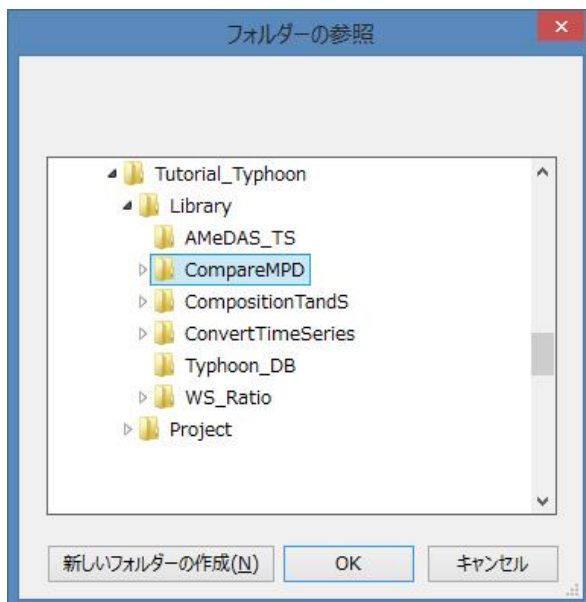 フォルダーの参照
Tutorial_Typhoon
Library
AMeDAS_TS
CompareMPD
CompositionTandS
ConvertTimeSeries
Typhoon_DB
WS_Ratio
Project
新しいフォルダーの作成(N) OK キャンセル